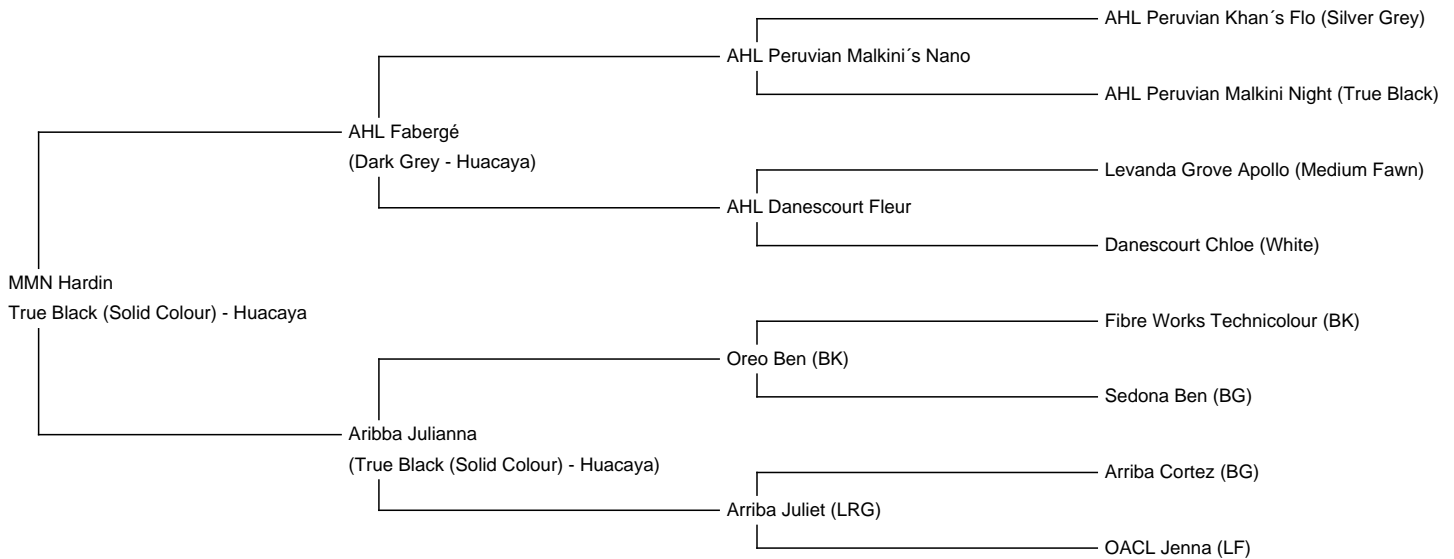 AHL Peruvian Khan´s Flo (Silver Grey)
AHL Peruvian Malkini´s Nano
AHL Peruvian Malkini Night (True Black)
AHL Fabergé
(Dark Grey - Huacaya)
Levanda Grove Apollo (Medium Fawn)
AHL Danescourt Fleur
Danescourt Chloe (White)
MMN Hardin
True Black (Solid Colour) - Huacaya
Fibre Works Technicolour (BK)
Oreo Ben (BK)
Sedona Ben (BG)
Aribba Julianna
(True Black (Solid Colour) - Huacaya)
Arriba Cortez (BG)
Arriba Juliet (LRG)
OACL Jenna (LF)